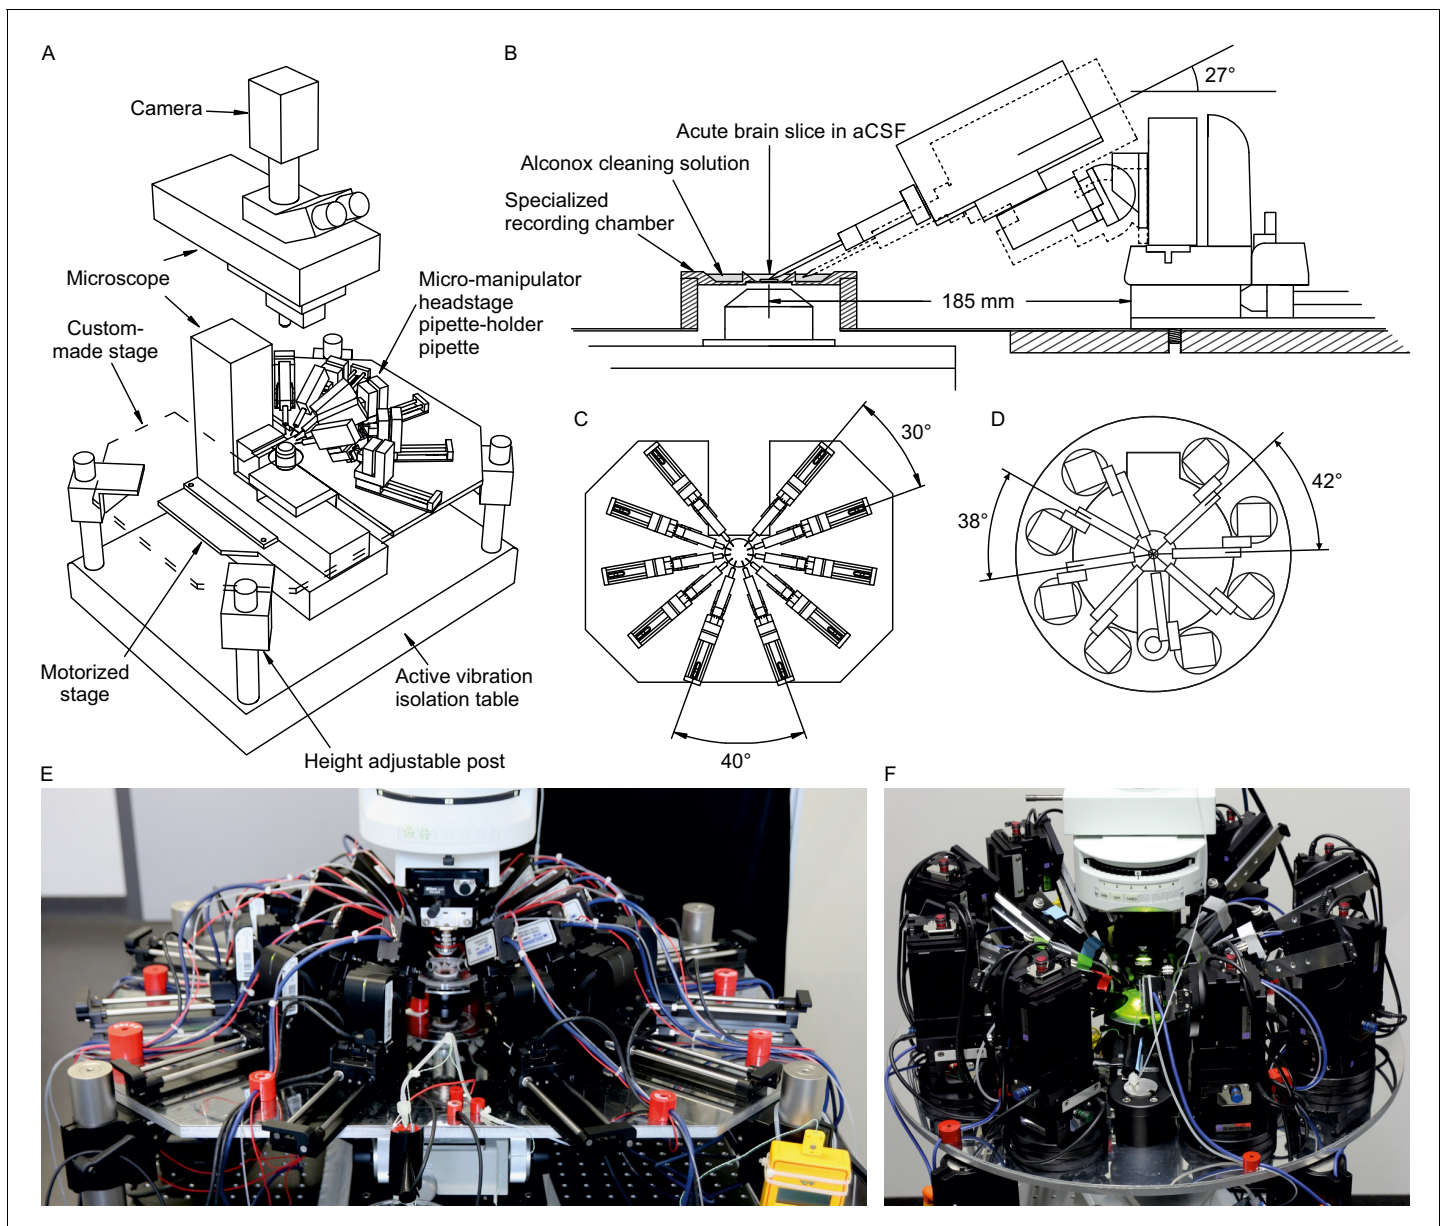 A
Camera
Microscope
Custom-
made stage
Micro-manipulator
headstage
pipette-holder
pipette
Motorized
stage
Active vibration
isolation table
Height adjustable post
B
27°
Acute brain slice in aCSF
Alconox cleaning solution
Specialized
recording chamber
185 mm
C
30°
40°
D
42°
38°
E
F